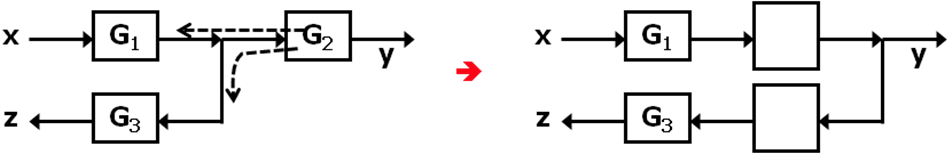 x G₁ G₂ y
z G₃
x G₁ y
z G₃